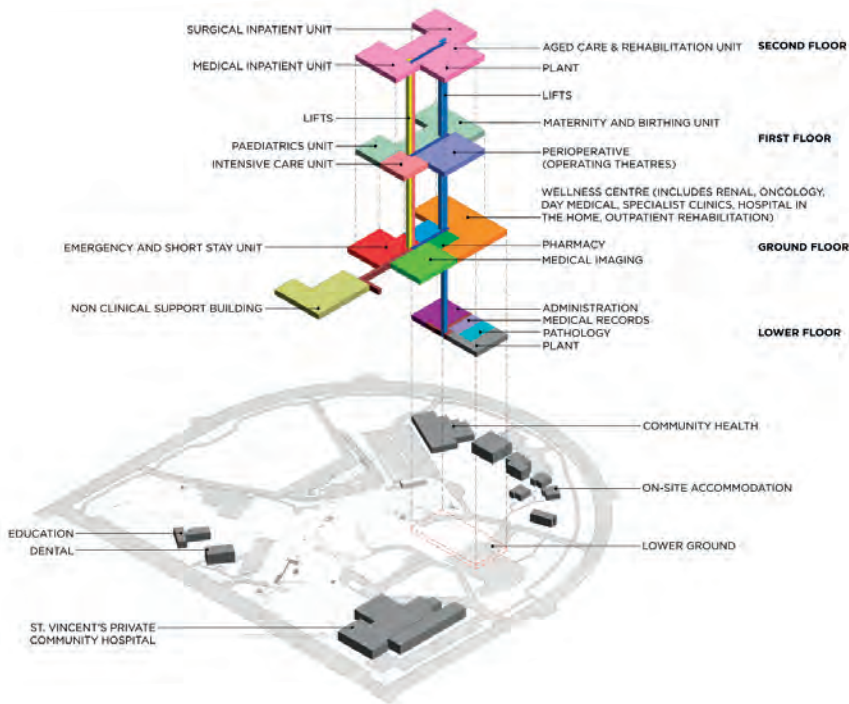 SURGICAL INPATIENT UNIT
AGED CARE & REHABILITATION UNIT
SECOND FLOOR
MEDICAL INPATIENT UNIT
PLANT
LIFTS
LIFTS
MATERNITY AND BIRTHING UNIT
FIRST FLOOR
PAEDIATRICS UNIT
INTENSIVE CARE UNIT
PERIOPERATIVE
(OPERATING THEATRES)
WELLNESS CENTRE (INCLUDES RENAL, ONCOLOGY,
DAY MEDICAL, SPECIALIST CLINICS, HOSPITAL IN
THE HOME, OUTPATIENT REHABILITATION)
EMERGENCY AND SHORT STAY UNIT
PHARMACY
GROUND FLOOR
MEDICAL IMAGING
NON CLINICAL SUPPORT BUILDING
ADMINISTRATION
MEDICAL RECORDS
PATHOLOGY
LOWER FLOOR
PLANT
COMMUNITY HEALTH
ON-SITE ACCOMMODATION
EDUCATION
DENTAL
LOWER GROUND
ST. VINCENT'S PRIVATE
COMMUNITY HOSPITAL